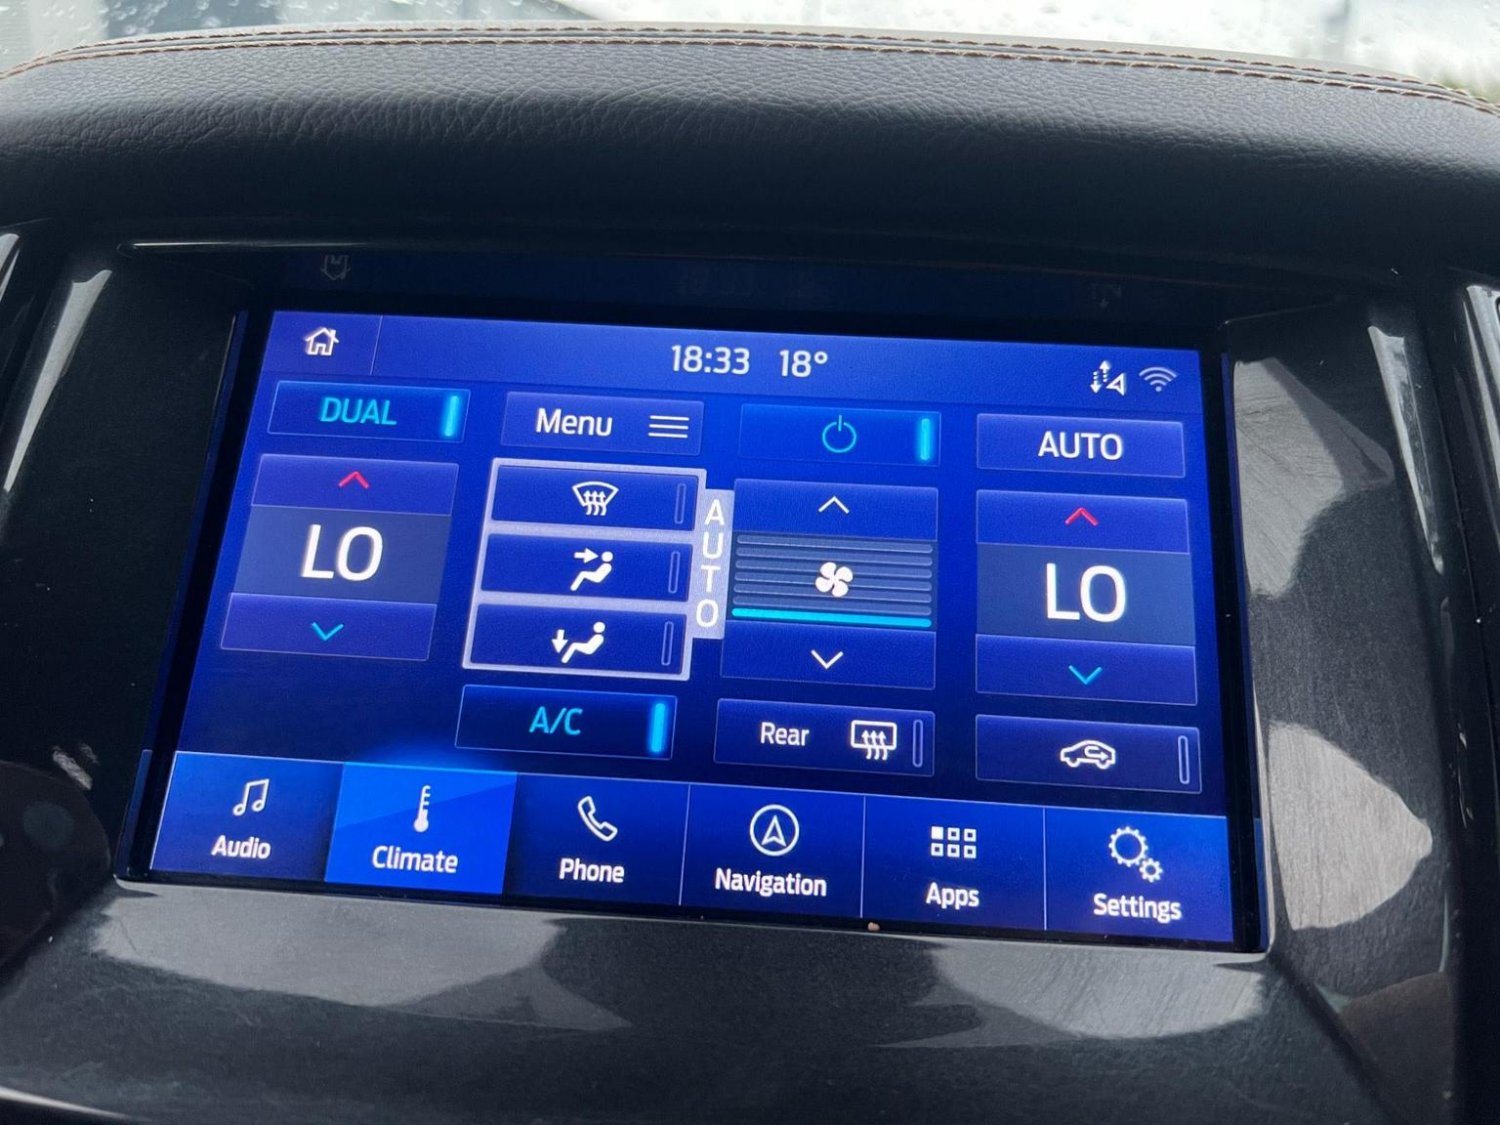 18:33 18°
DUAL
Menu
AUTO
LO
AUTO
LO
A/C
Rear
Audio
Climate
Phone
Navigation
Apps
Settings